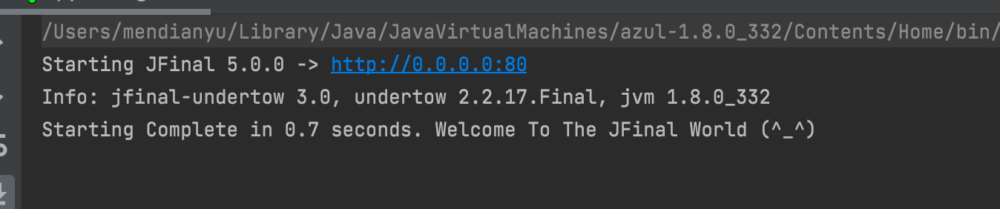 /Users/mendianyu/Library/Java/JavaVirtualMachines/azul-1.8.0_332/Contents/Home/bin/
Starting JFinal 5.0.0 -> http://0.0.0.0:80
Info: jfinal-undertow 3.0, undertow 2.2.17.Final, jvm 1.8.0_332
Starting Complete in 0.7 seconds. Welcome To The JFinal World (^_^)